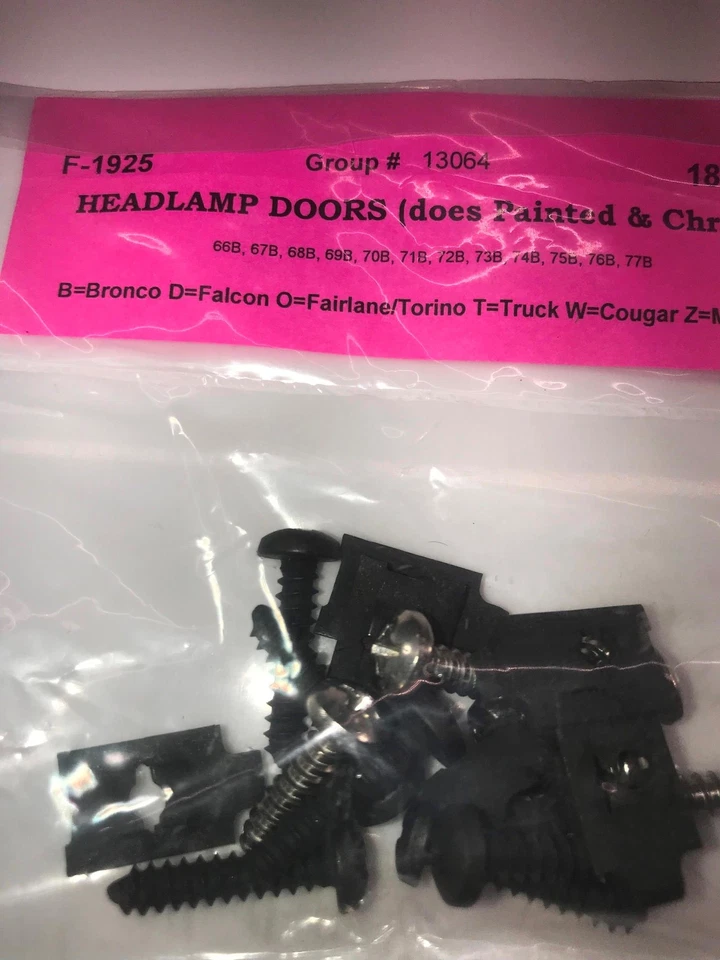 F-1925 Group # 13064 18
HEADLAMP DOORS (does Painted & Chr
66B, 67B, 68B, 69B, 70B, 71B, 72B, 73B, 74B, 75B, 76B, 77B
B=Bronco D=Falcon O=Fairlane/Torino T=Truck W=Cougar Z=M